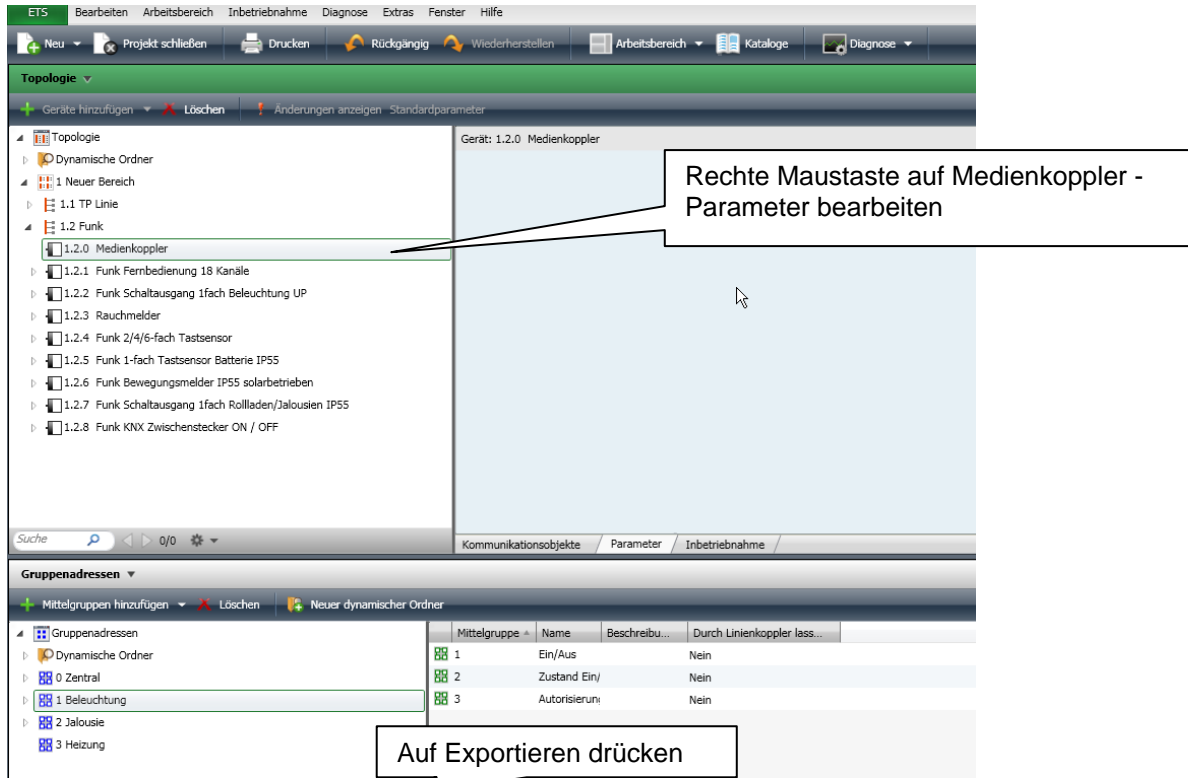 ETS Bearbeiten Arbeitsbereich Inbetriebnahme Diagnose Extras Fenster Hilfe
Neu Projekt schließen Drucken Rückgängig Wiederherstellen Arbeitsbereich Kataloge Diagnose
Topologie
Geräte hinzufügen Löschen Änderungen anzeigen Standardparameter
Topologie
Dynamische Ordner
1 Neuer Bereich
1.1 TP Linie
1.2 Funk
1.2.0 Medienkoppler
1.2.1 Funk Fernbedienung 18 Kanäle
1.2.2 Funk Schaltausgang 1fach Beleuchtung UP
1.2.3 Rauchmelder
1.2.4 Funk 2/4/6-fach Tastsensor
1.2.5 Funk 1-fach Tastsensor Batterie IP55
1.2.6 Funk Bewegungsmelder IP55 solarbetrieben
1.2.7 Funk Schaltausgang 1fach Rollladen/Jalousien IP55
1.2.8 Funk KNX Zwischenstecker ON / OFF
Suche 0/0
Gerät: 1.2.0 Medienkoppler
Rechte Maustaste auf Medienkoppler -
Parameter bearbeiten
Kommunikationsobjekte Parameter Inbetriebnahme
Gruppenadressen
Mittelgruppen hinzufügen Löschen Neuer dynamischer Ordner
Gruppenadressen
Dynamische Ordner
0 Zentral
1 Beleuchtung
2 Jalousie
3 Heizung
Mittelgruppe Name Beschreibu... Durch Linienkoppler lass...
1 Ein/Aus Nein
2 Zustand Ein/ Nein
3 Autorisierung Nein
Auf Exportieren drücken